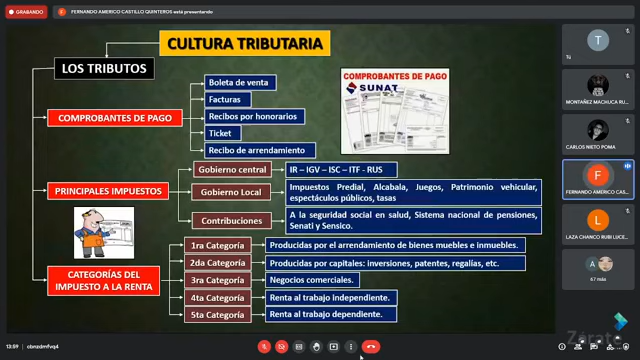 GRABANDO
FERNANDO AMERICO CASTILLO QUINTEROS está presentando
CULTURA TRIBUTARIA
LOS TRIBUTOS
COMPROBANTES DE PAGO
Boleta de venta
Facturas
Recibos por honorarios
Ticket
Recibo de arrendamiento
COMPROBANTES DE PAGO
SUNAT
PRINCIPALES IMPUESTOS
Gobierno central
IR – IGV – ISC – ITF - RUS
Gobierno Local
Impuestos Predial, Alcabala, Juegos, Patrimonio vehicular,
espectáculos públicos, tasas
Contribuciones
A la seguridad social en salud, Sistema nacional de pensiones,
Senati y Sensico.
CATEGORÍAS DEL
IMPUESTO A LA RENTA
1ra Categoría
Producidas por el arrendamiento de bienes muebles e inmuebles.
2da Categoría
Producidas por capitales: inversiones, patentes, regalías, etc.
3ra Categoría
Negocios comerciales.
4ta Categoría
Renta al trabajo independiente.
5ta Categoría
Renta al trabajo dependiente.
T
Tú
MONTAÑEZ MACHUCA RU...
CARLOS NIETO POMA
F
FERNANDO AMERICO CAST...
L
LAZA CHANCO RUBI LUCE...
A
67 más
13:59
cbnzdmfvq4
Zárate